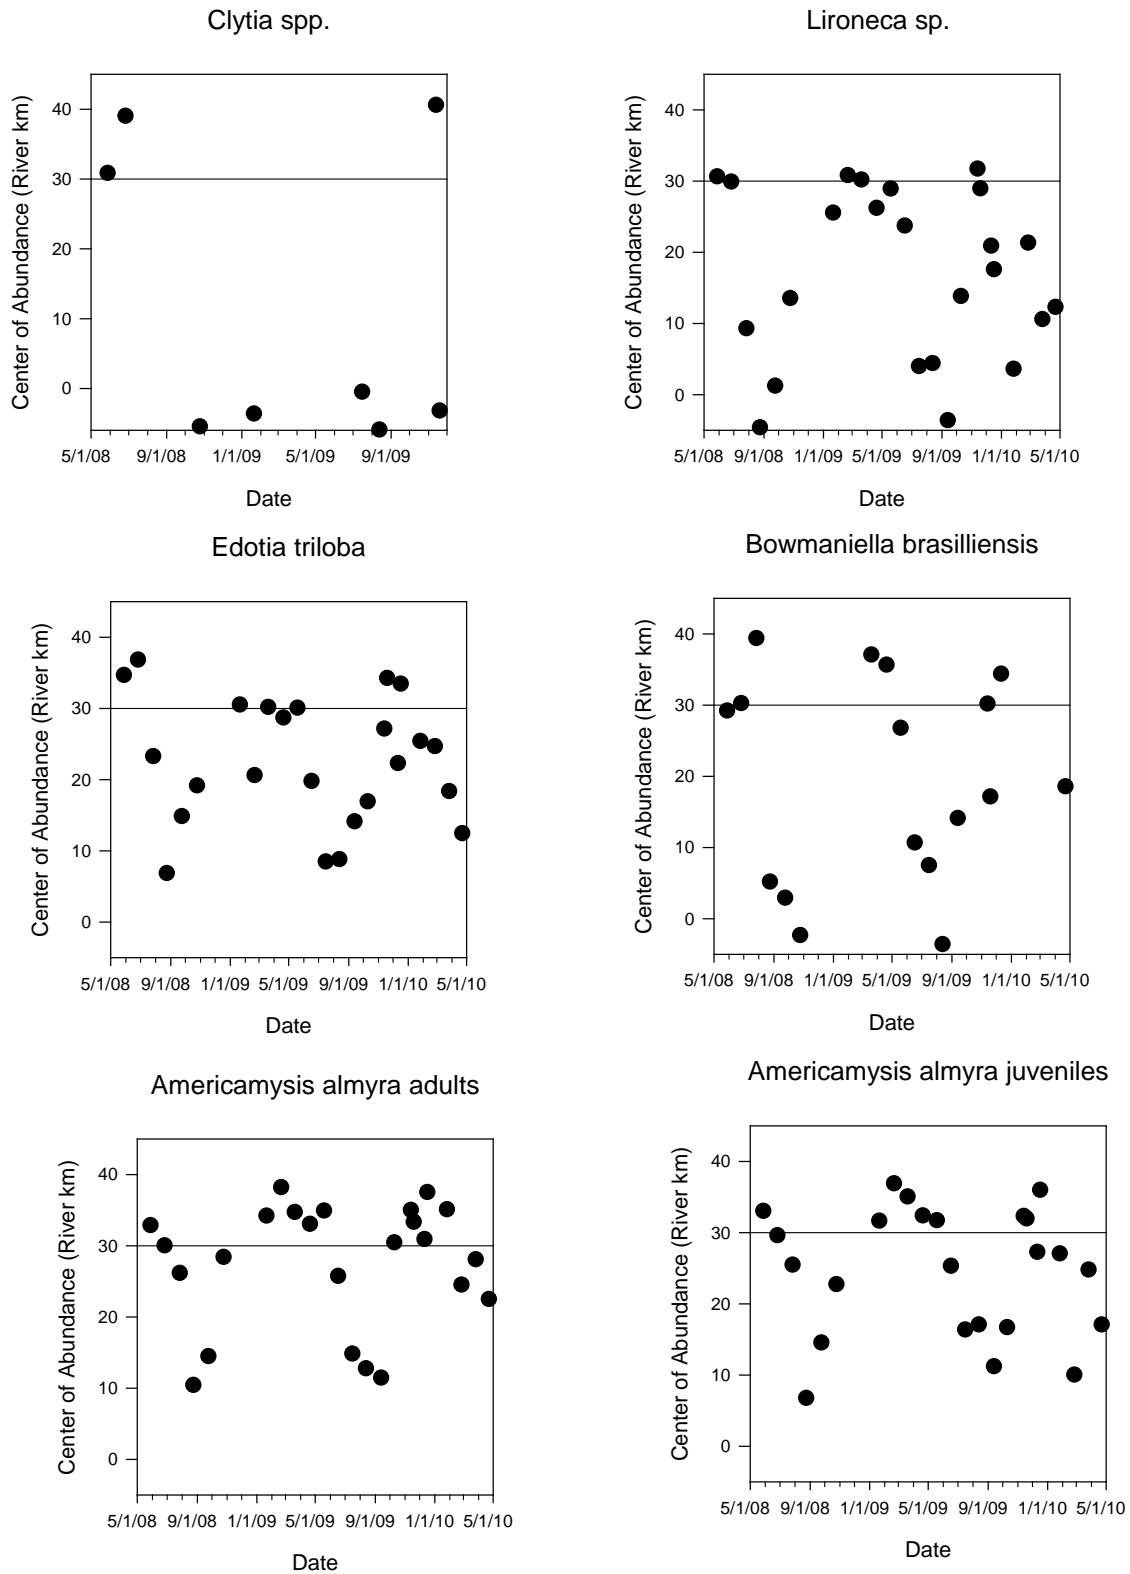 Clytia spp.
Center of Abundance (River km)
40
30
20
10
0
5/1/08 9/1/08 1/1/09 5/1/09 9/1/09
Date
Lironeca sp.
Center of Abundance (River km)
40
30
20
10
0
5/1/08 9/1/08 1/1/09 5/1/09 9/1/09 1/1/10 5/1/10
Date
Edotia triloba
Center of Abundance (River km)
40
30
20
10
0
5/1/08 9/1/08 1/1/09 5/1/09 9/1/09 1/1/10 5/1/10
Date
Bowmaniella brasilliensis
Center of Abundance (River km)
40
30
20
10
0
5/1/08 9/1/08 1/1/09 5/1/09 9/1/09 1/1/10 5/1/10
Date
Americamysis almyra adults
Center of Abundance (River km)
40
30
20
10
0
5/1/08 9/1/08 1/1/09 5/1/09 9/1/09 1/1/10 5/1/10
Date
Americamysis almyra juveniles
Center of Abundance (River km)
40
30
20
10
0
5/1/08 9/1/08 1/1/09 5/1/09 9/1/09 1/1/10 5/1/10
Date